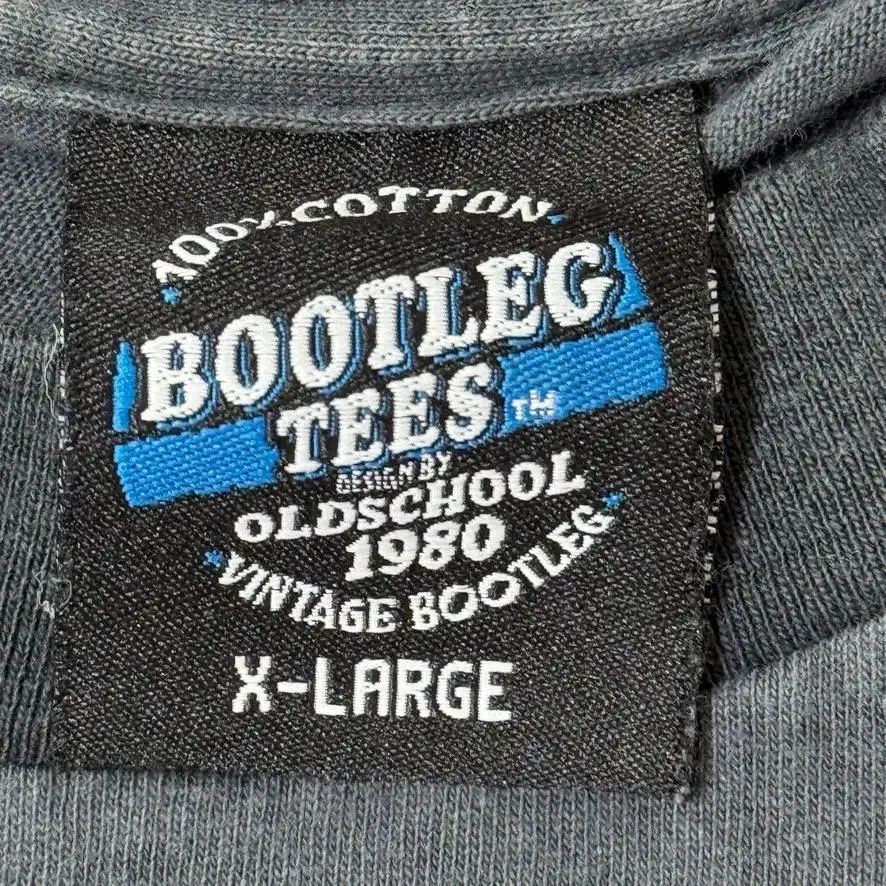 100% COTTON
BOOTLEG
TEES™
DESIGN BY
OLDSCHOOL
1980
VINTAGE BOOTLEG
X-LARGE